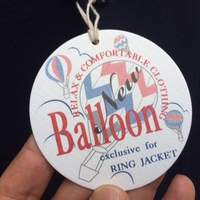 RELAX & COMFORTABLE CLOTHING
New
Balloon
exclusive for
RING JACKET